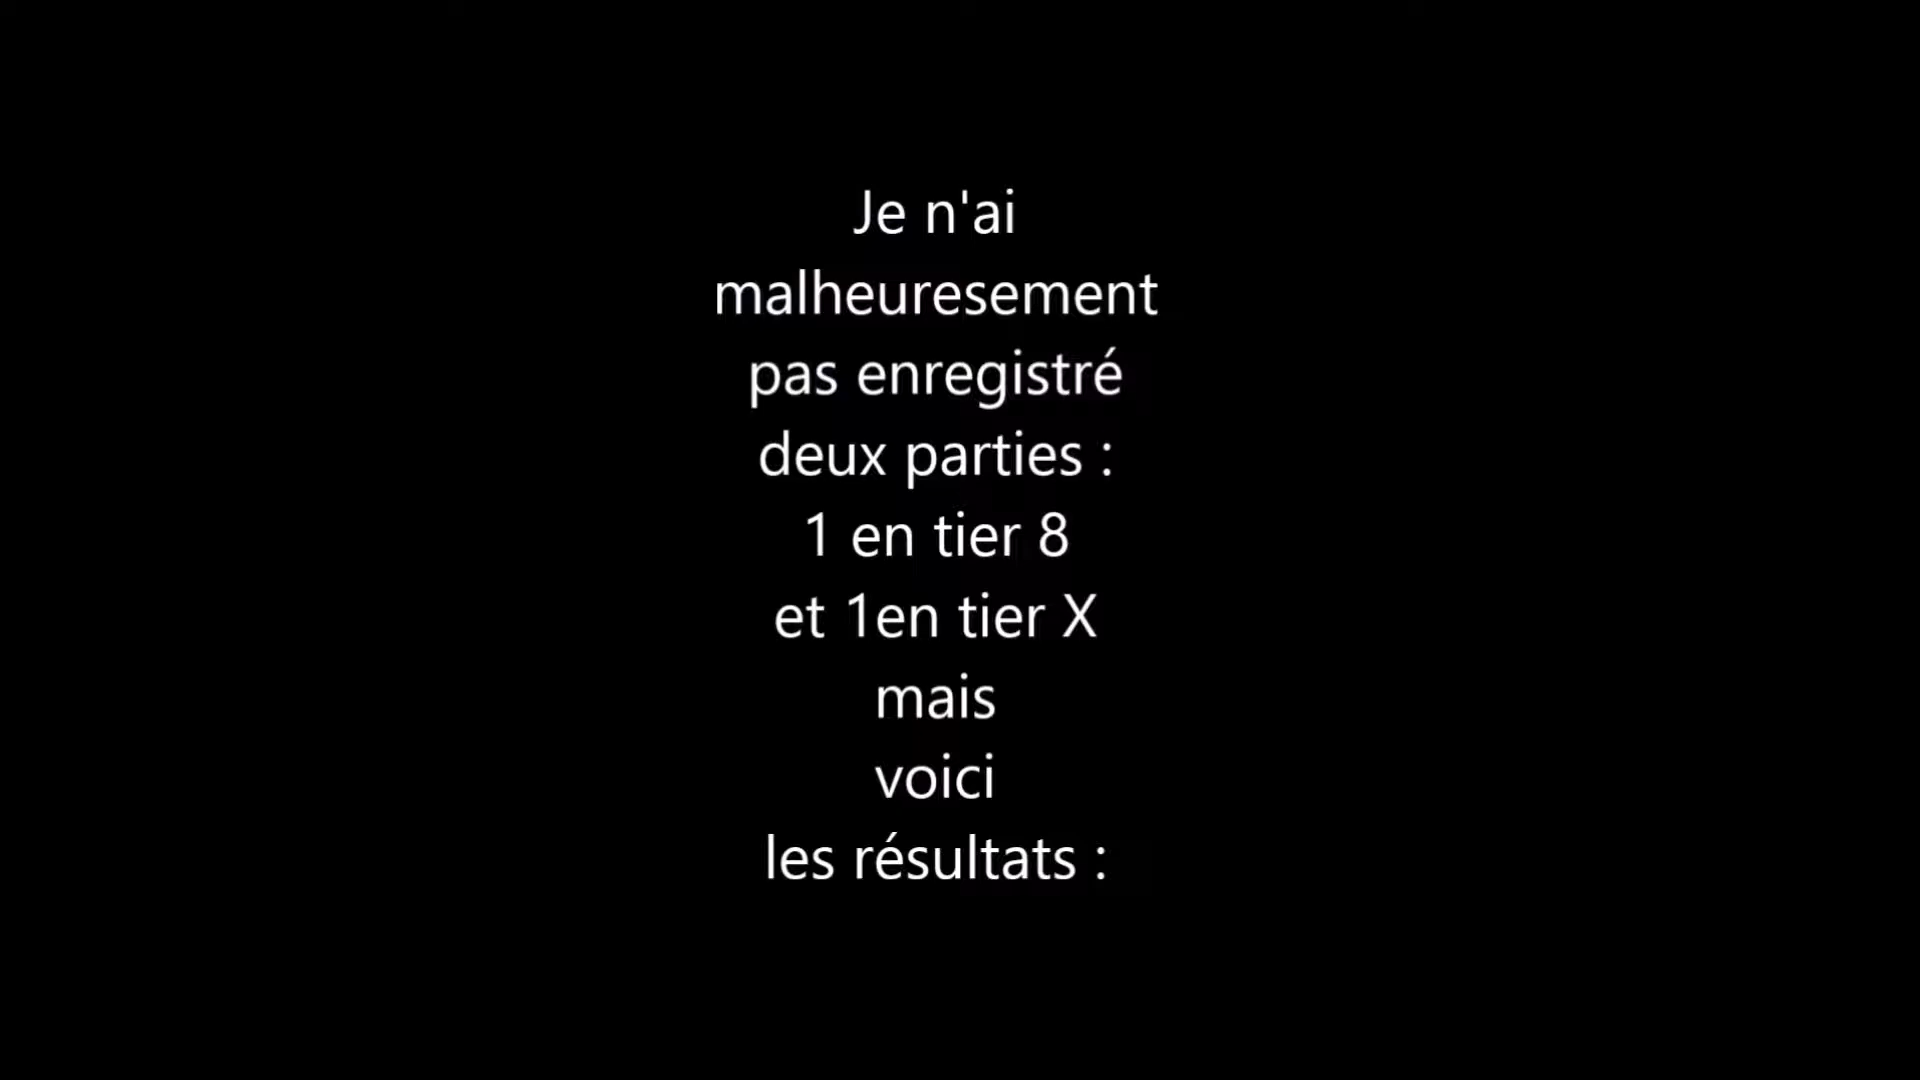 Je n'ai
malheuresement
pas enregistré
deux parties :
1 en tier 8
et 1en tier X
mais
voici
les résultats :